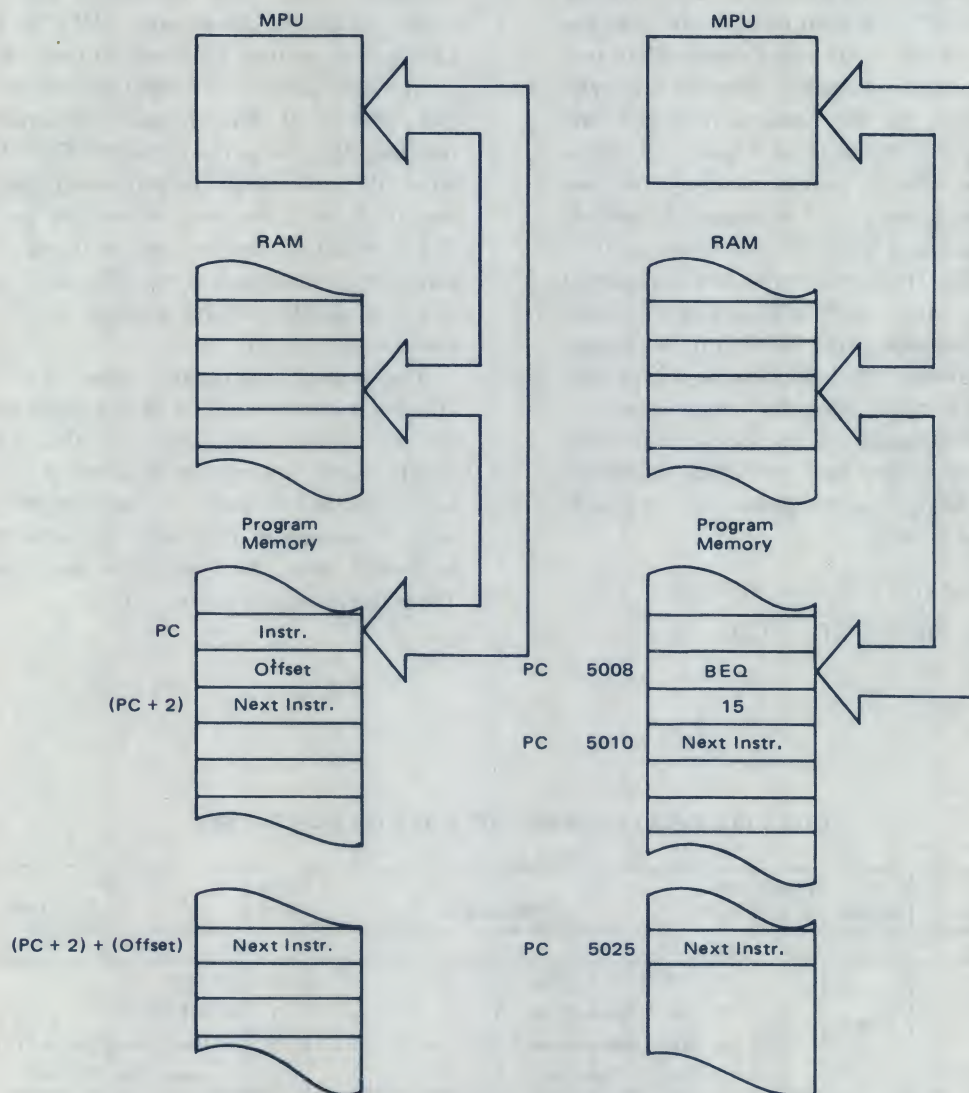 MPU
RAM
Program
Memory
PC Instr.
Offset
(PC + 2) Next Instr.
(PC + 2) + (Offset) Next Instr.
MPU
RAM
Program
Memory
PC 5008 BEQ
15
PC 5010 Next Instr.
PC 5025 Next Instr.